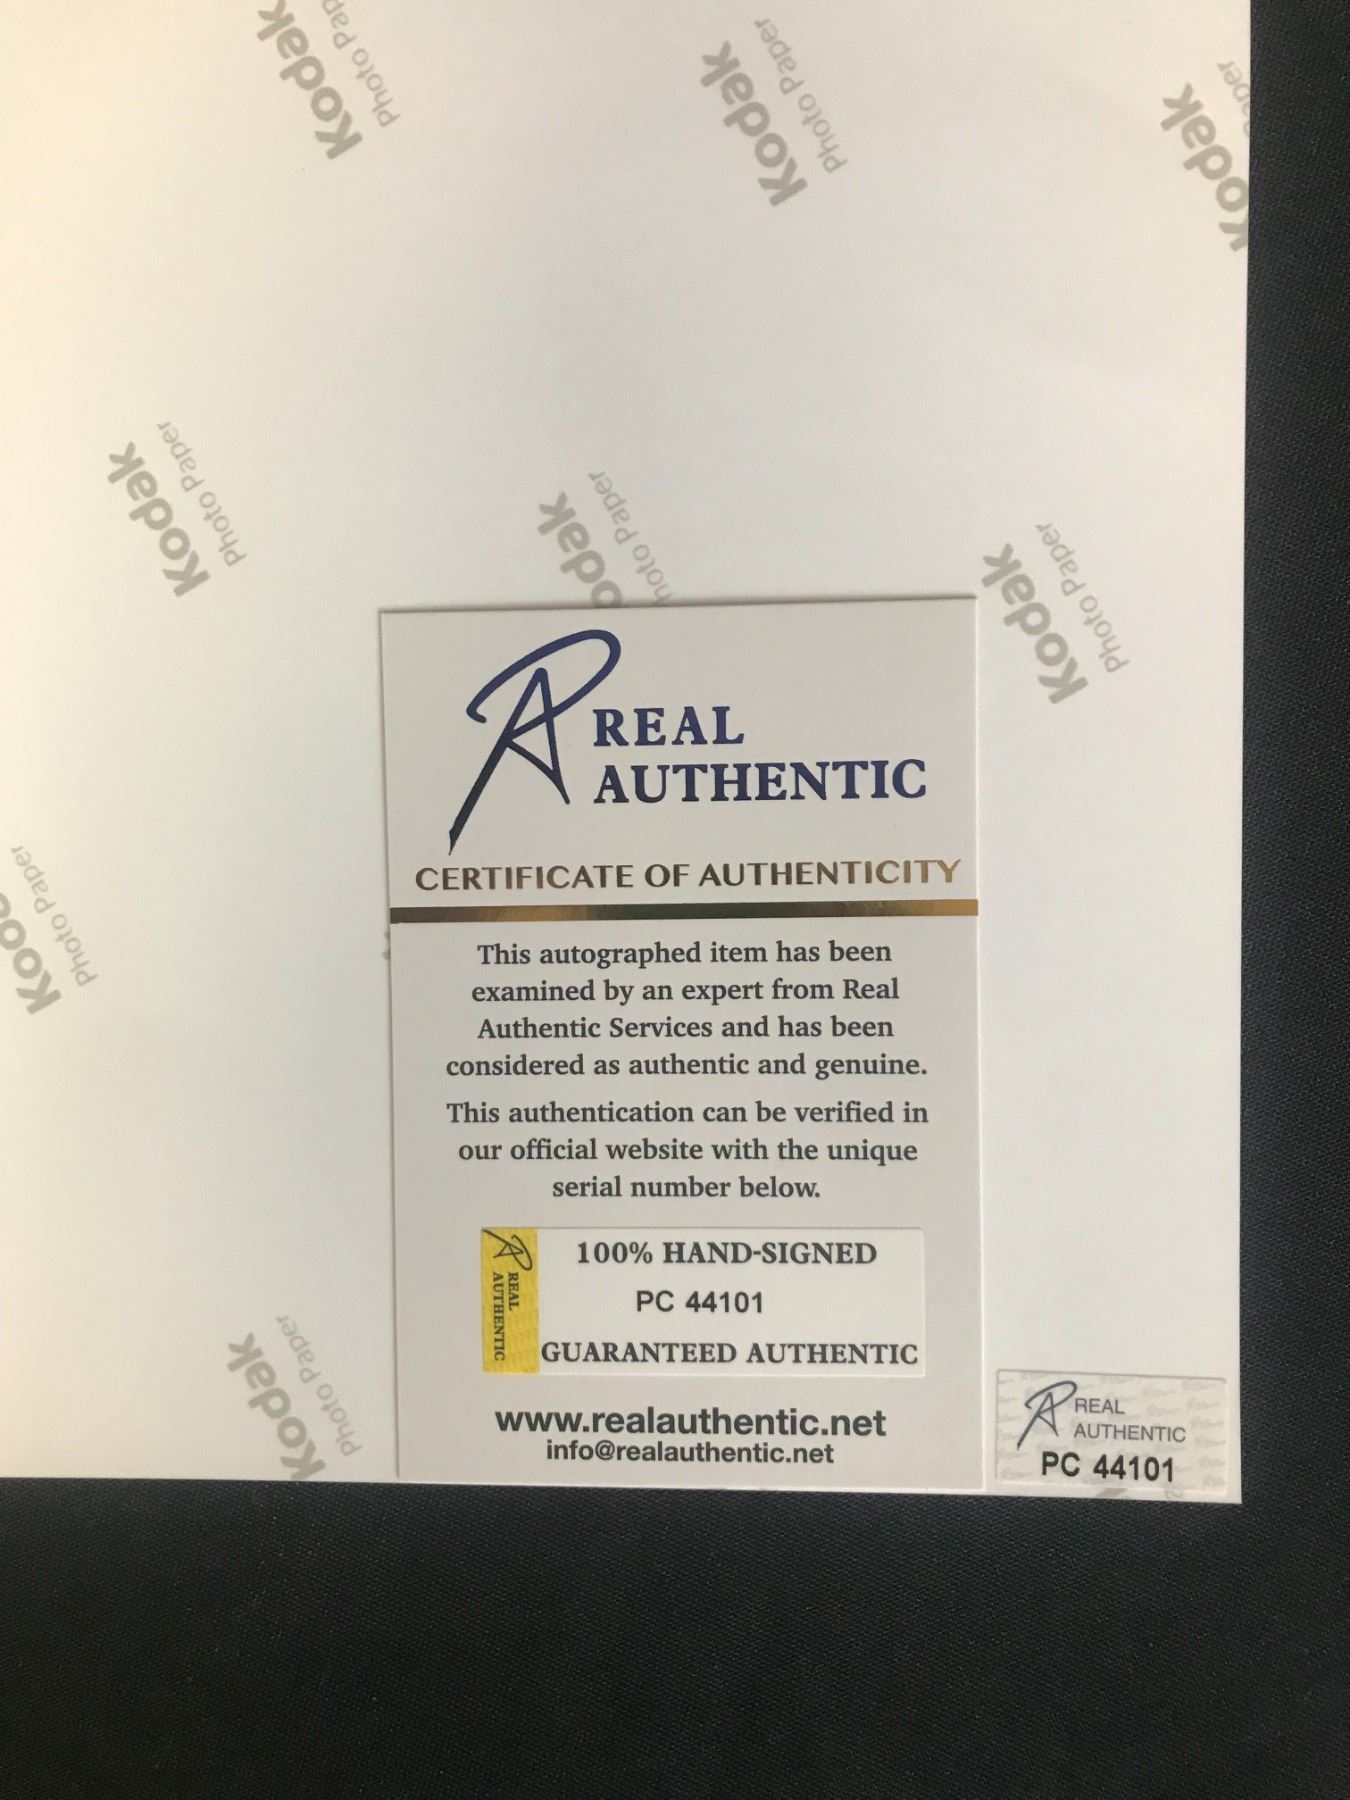 Kodak
Photo Pap
Kodak
Photo Paper
Kodak
Kodak
Photo Paper
Kodak
Photo Paper
Kodak
Photo Paper
Photo Paper
Kodak
Photo Paper
REAL
AUTHENTIC
CERTIFICATE OF AUTHENTICITY
This autographed item has been
examined by an expert from Real
Authentic Services and has been
considered as authentic and genuine.
This authentication can be verified in
our official website with the unique
serial number below.
REAL
AUTHENTIC
100% HAND-SIGNED
PC 44101
GUARANTEED AUTHENTIC
www.realauthentic.net
info@realauthentic.net
REAL
AUTHENTIC
PC 44101